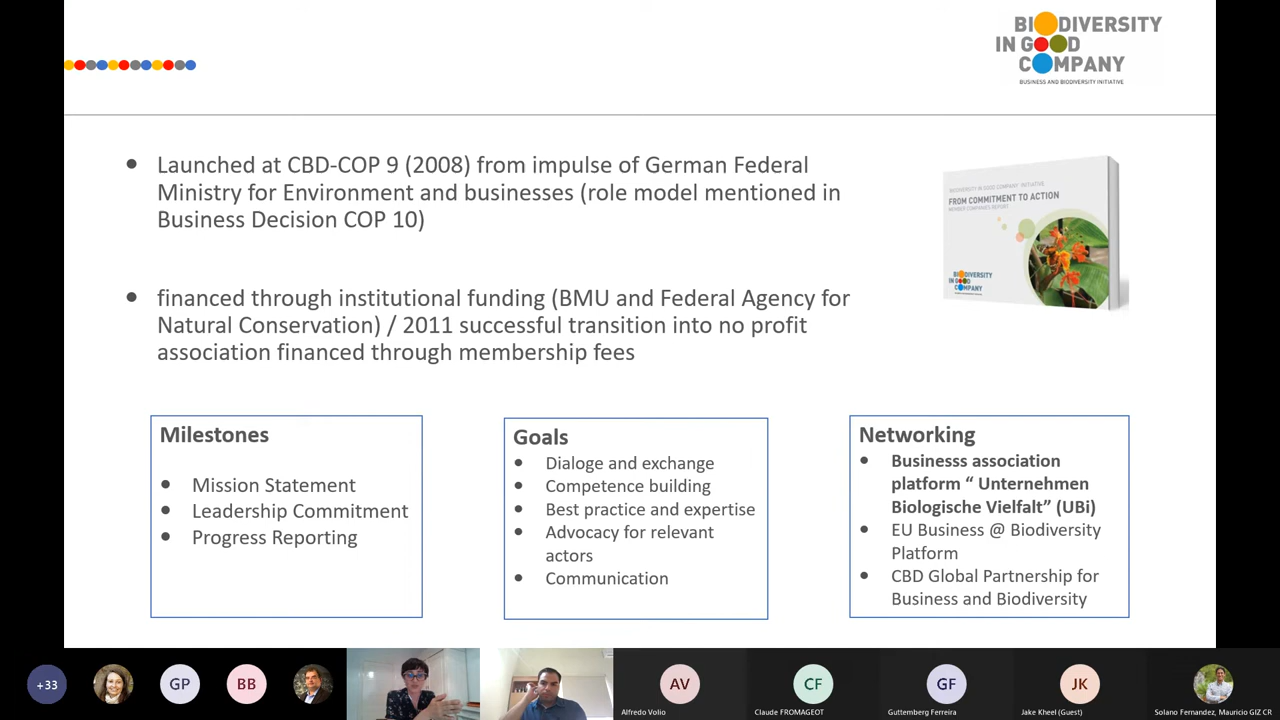 BIODIVERSITY
IN GOOD
COMPANY
BUSINESS AND BIODIVERSITY INITIATIVE
• Launched at CBD-COP 9 (2008) from impulse of German Federal
Ministry for Environment and businesses (role model mentioned in
Business Decision COP 10)
BIODIVERSITY IN GOOD COMPANY INITIATIVE
FROM COMMITMENT TO ACTION
MEMBER COMPANIES REPORT
BIODIVERSITY
IN GOOD
COMPANY
• financed through institutional funding (BMU and Federal Agency for
Natural Conservation) / 2011 successful transition into no profit
association financed through membership fees
Milestones
• Mission Statement
• Leadership Commitment
• Progress Reporting
Goals
• Dialoge and exchange
• Competence building
• Best practice and expertise
• Advocacy for relevant
actors
• Communication
Networking
• Businesss association
platform “ Unternehmen
Biologische Vielfalt” (UBi)
• EU Business @ Biodiversity
Platform
• CBD Global Partnership for
Business and Biodiversity
+33
GP
BB
AV
Alfredo Volio
CF
Claude FROMAGEOT
GF
Guttemberg Ferreira
JK
Jake Kheel (Guest)
Solano Fernandez, Mauricio GIZ CR